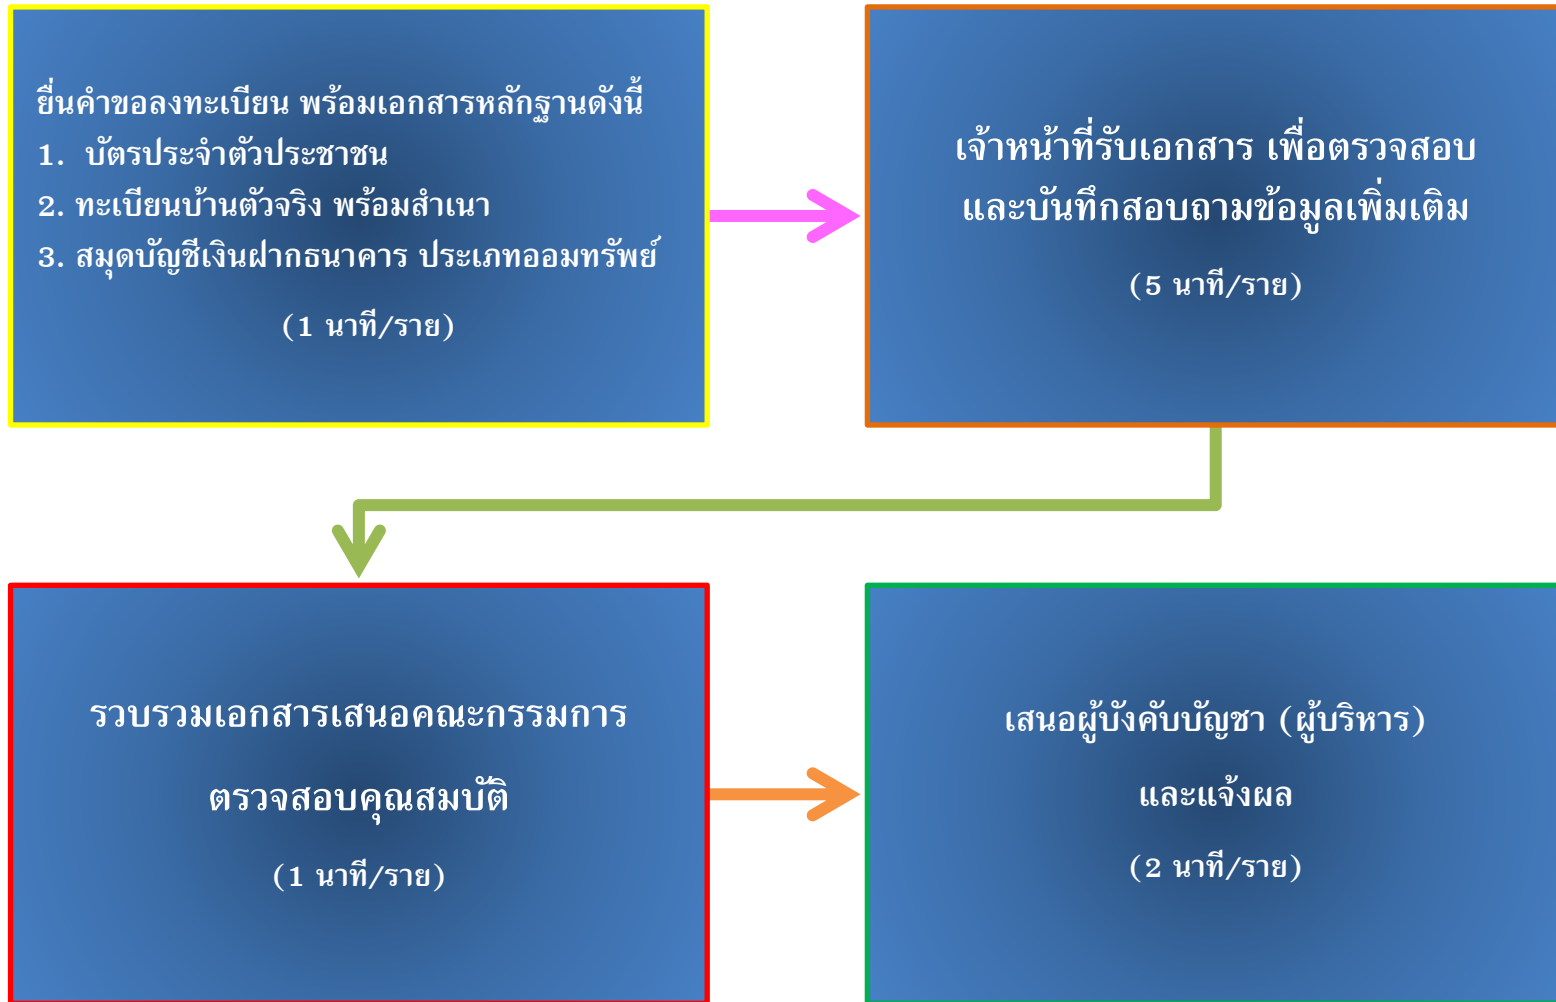 ยื่นคำขอลงทะเบียน พร้อมเอกสารหลักฐานดังนี้
1. บัตรประจำตัวประชาชน
2. ทะเบียนบ้านตัวจริง พร้อมสำเนา
3. สมุดบัญชีเงินฝากธนาคาร ประเภทออมทรัพย์
(1 นาที/ราย)
เจ้าหน้าที่รับเอกสาร เพื่อตรวจสอบ
และบันทึกสอบถามข้อมูลเพิ่มเติม
(5 นาที/ราย)
รวบรวมเอกสารเสนอคณะกรรมการ
ตรวจสอบคุณสมบัติ
(1 นาที/ราย)
เสนอผู้บังคับบัญชา (ผู้บริหาร)
และแจ้งผล
(2 นาที/ราย)